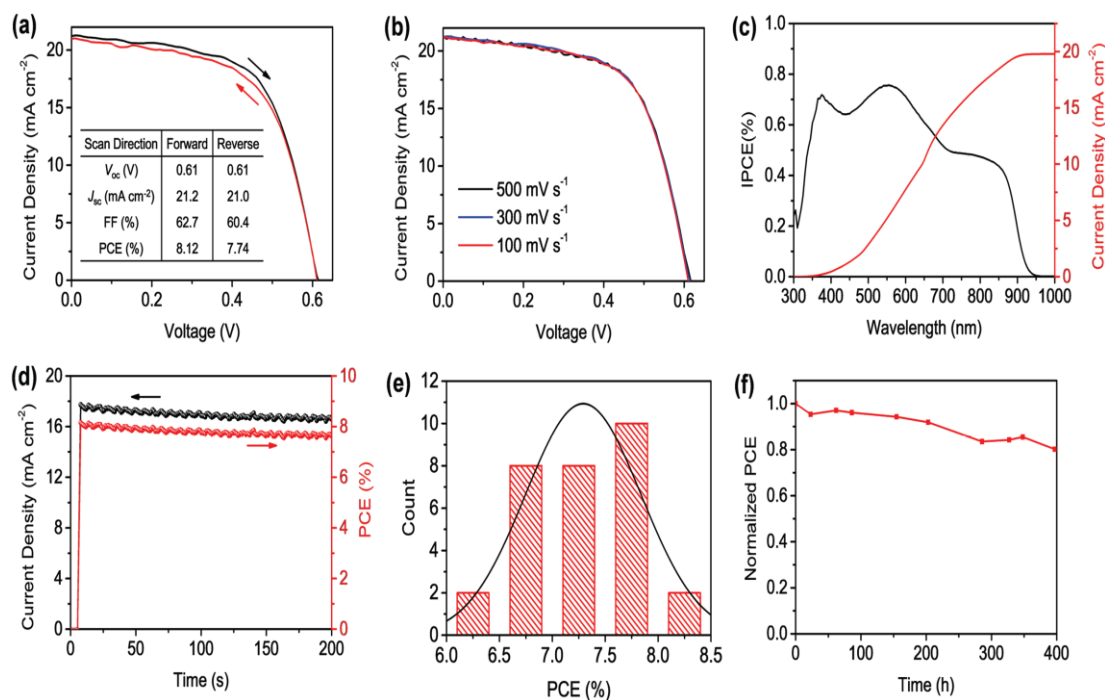 (a)
Current Density (mA cm⁻²)
20
15
10
5
0
Scan Direction Forward Reverse
Voc (V) 0.61 0.61
Jsc (mA cm⁻²) 21.2 21.0
FF (%) 62.7 60.4
PCE (%) 8.12 7.74
0.0 0.2 0.4 0.6
Voltage (V)
(b)
Current Density (mA cm⁻²)
20
15
10
5
0
500 mV s⁻¹
300 mV s⁻¹
100 mV s⁻¹
0.0 0.2 0.4 0.6
Voltage (V)
(c)
IPCE(%)
1.0
0.8
0.6
0.4
0.2
0.0
300 400 500 600 700 800 900 1000
Wavelength (nm)
25
20
15
10
5
0
Current Density (mA cm⁻²)
(d)
Current Density (mA cm⁻²)
20
16
12
8
4
0
0 50 100 150 200
Time (s)
10
8
6
4
2
0
PCE (%)
(e)
Count
12
10
8
6
4
2
0
6.0 6.5 7.0 7.5 8.0 8.5
PCE (%)
(f)
Normalized PCE
1.0
0.8
0.6
0.4
0.2
0.0
0 100 200 300 400
Time (h)